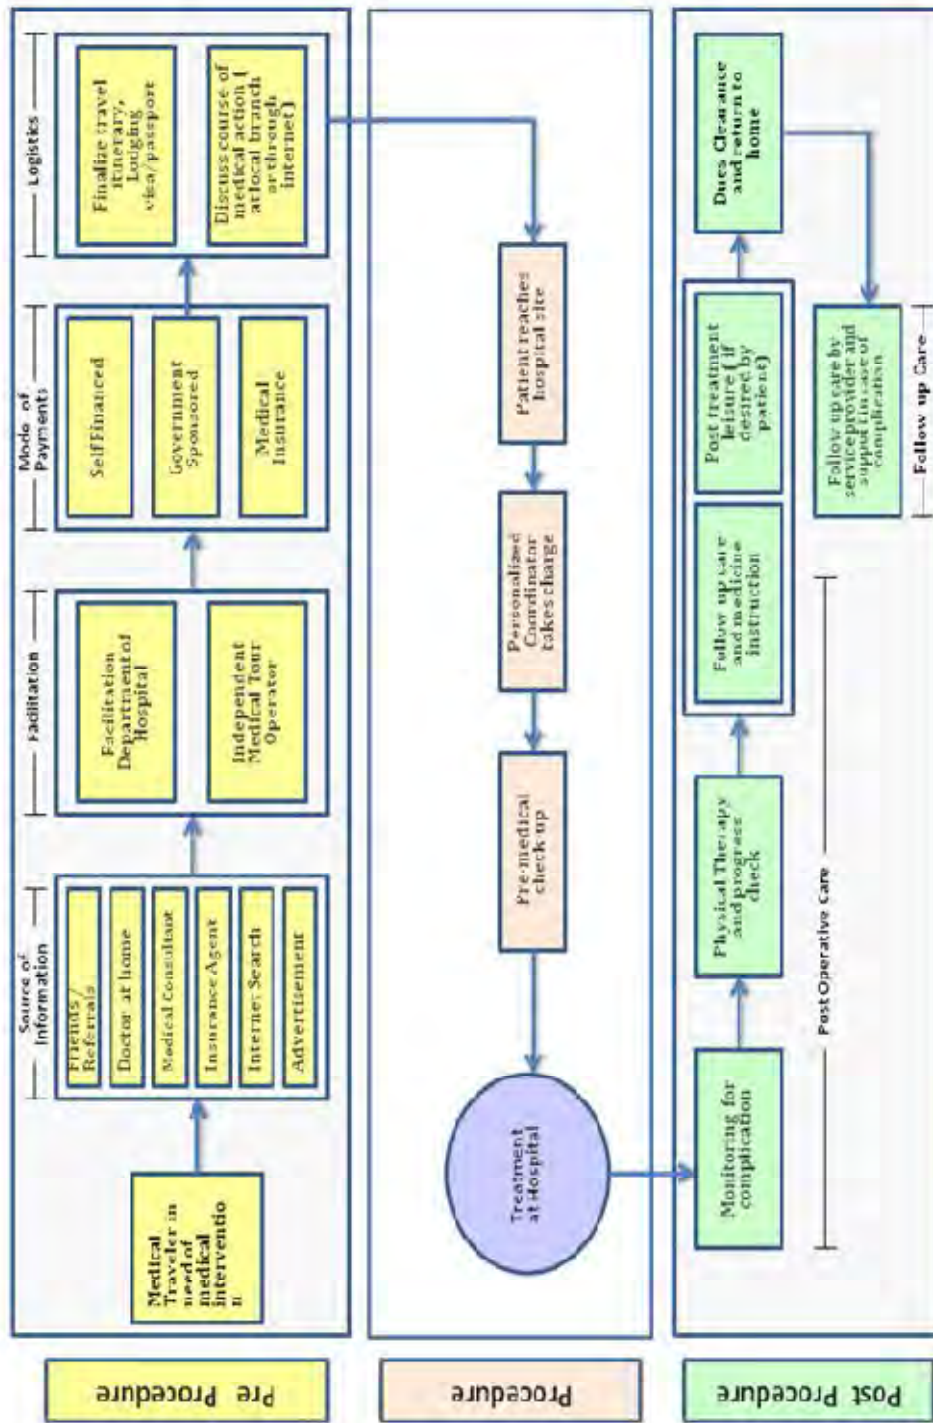 Pre
Procedure
Source of
Information
Facilitation
Mode of
Payments
Logistics
Medical
Traveler in
need of
medical
interventio
n
Friends /
Referrals
Doctor at home
Medical Consultant
Insurance Agent
Internet Search
Advertisement
Facilitation
Department of
Hospital
Independent
Medical Tour
Operator
Self Financed
Government
Sponsored
Medical
Insurance
Finalize travel
itinerary,
Lodging
visa/passport
Discuss course of
medical action (
at local branch
or through
internet)
Procedure
Treatment
at Hospital
Pre-medical
check-up
Personalized
Coordinator
takes charge
Patient reaches
hospital site
Post Procedure
Monitoring for
complication
Physical Therapy
and progress
check
Follow up care
and medicine
instruction
Post treatment
leisure ( if
desired by
patient)
Dues Clearance
and return to
home
Follow up care by
service provider and
support in case of
complication
Post Operative Care
Follow up Care